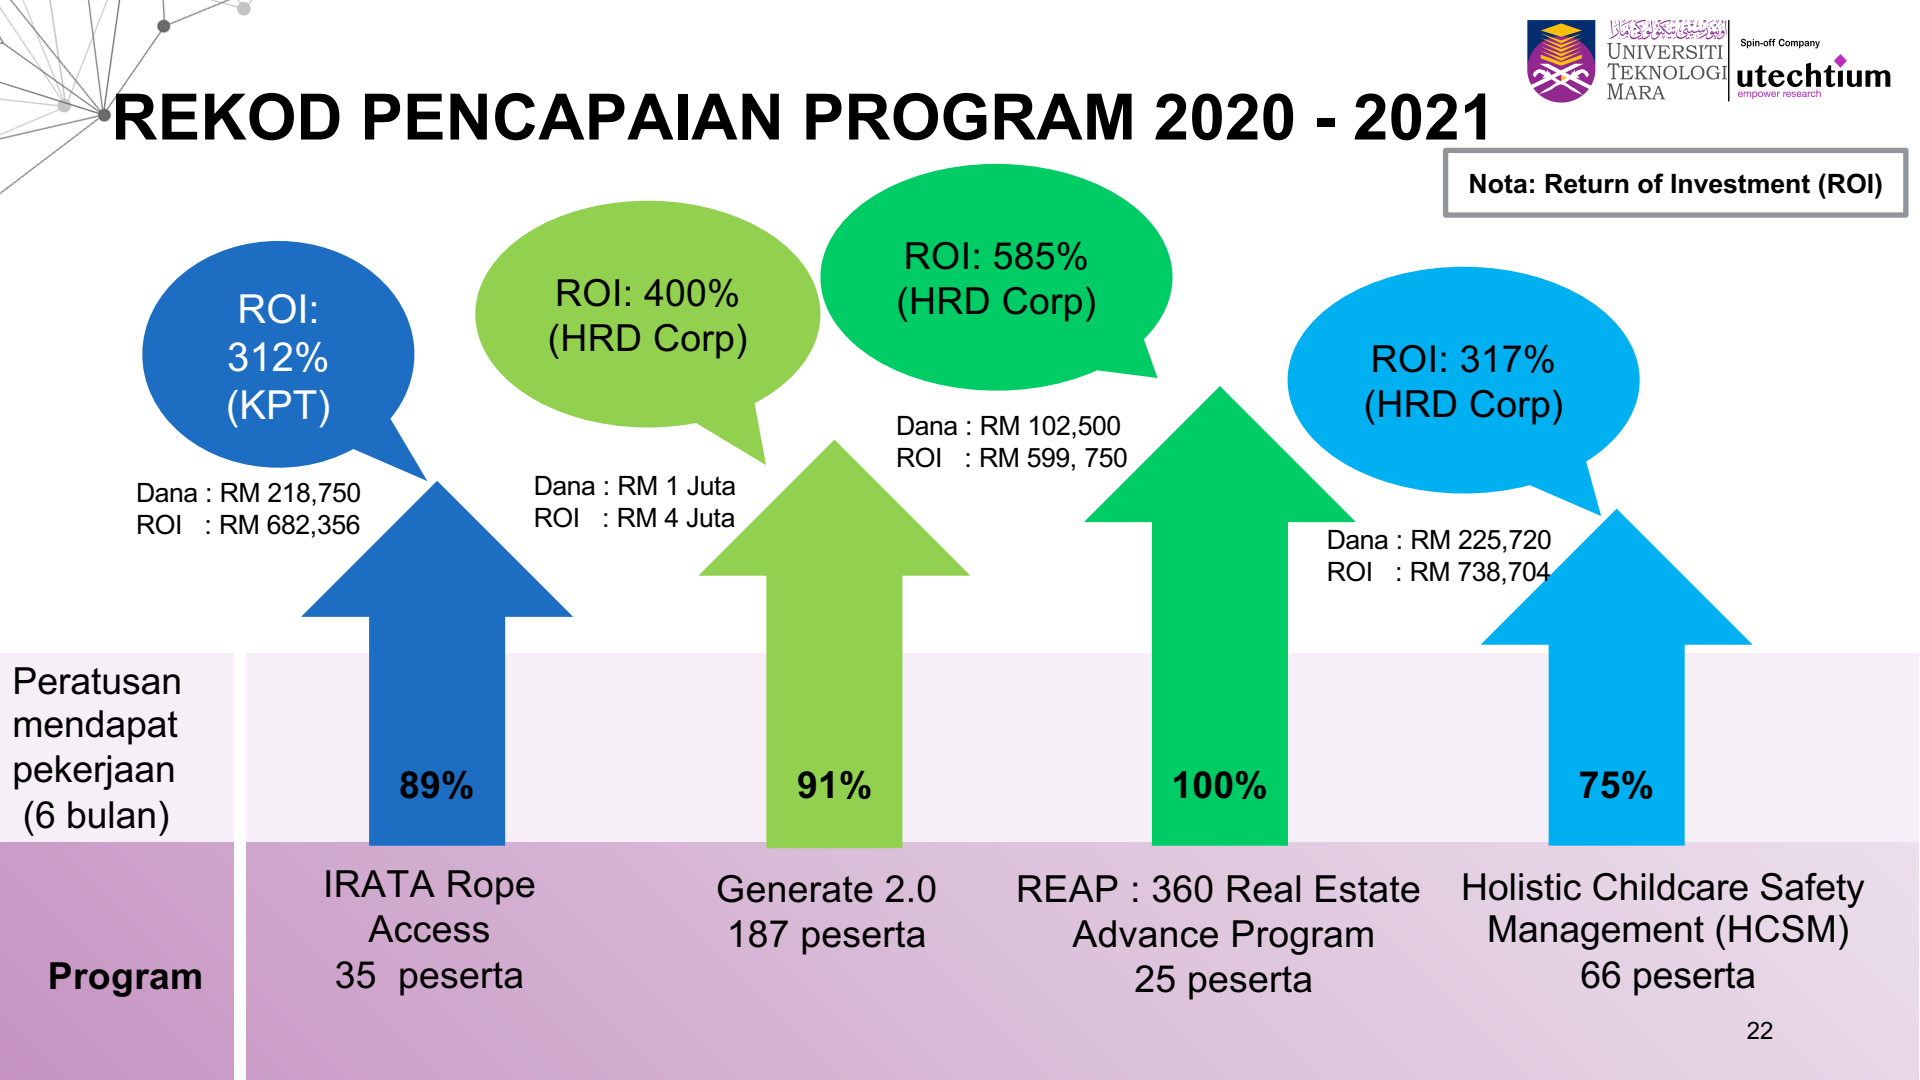 اونيۏرسيتي تيکنولوݢي مارا
UNIVERSITI
TEKNOLOGI
MARA
Spin-off Company
utechtium
empower research
REKOD PENCAPAIAN PROGRAM 2020 - 2021
Nota: Return of Investment (ROI)
ROI:
312%
(KPT)
Dana : RM 218,750
ROI : RM 682,356
ROI: 400%
(HRD Corp)
Dana : RM 1 Juta
ROI : RM 4 Juta
ROI: 585%
(HRD Corp)
Dana : RM 102,500
ROI : RM 599, 750
ROI: 317%
(HRD Corp)
Dana : RM 225,720
ROI : RM 738,704
Peratusan
mendapat
pekerjaan
(6 bulan)
89%
91%
100%
75%
Program
IRATA Rope
Access
35 peserta
Generate 2.0
187 peserta
REAP : 360 Real Estate
Advance Program
25 peserta
Holistic Childcare Safety
Management (HCSM)
66 peserta
22